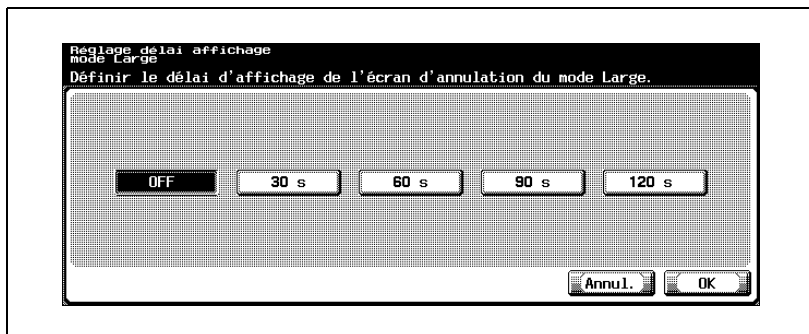 Réglage délai affichage
mode Large
Définir le délai d'affichage de l'écran d'annulation du mode Large.
OFF 30 s 60 s 90 s 120 s
Annul. OK